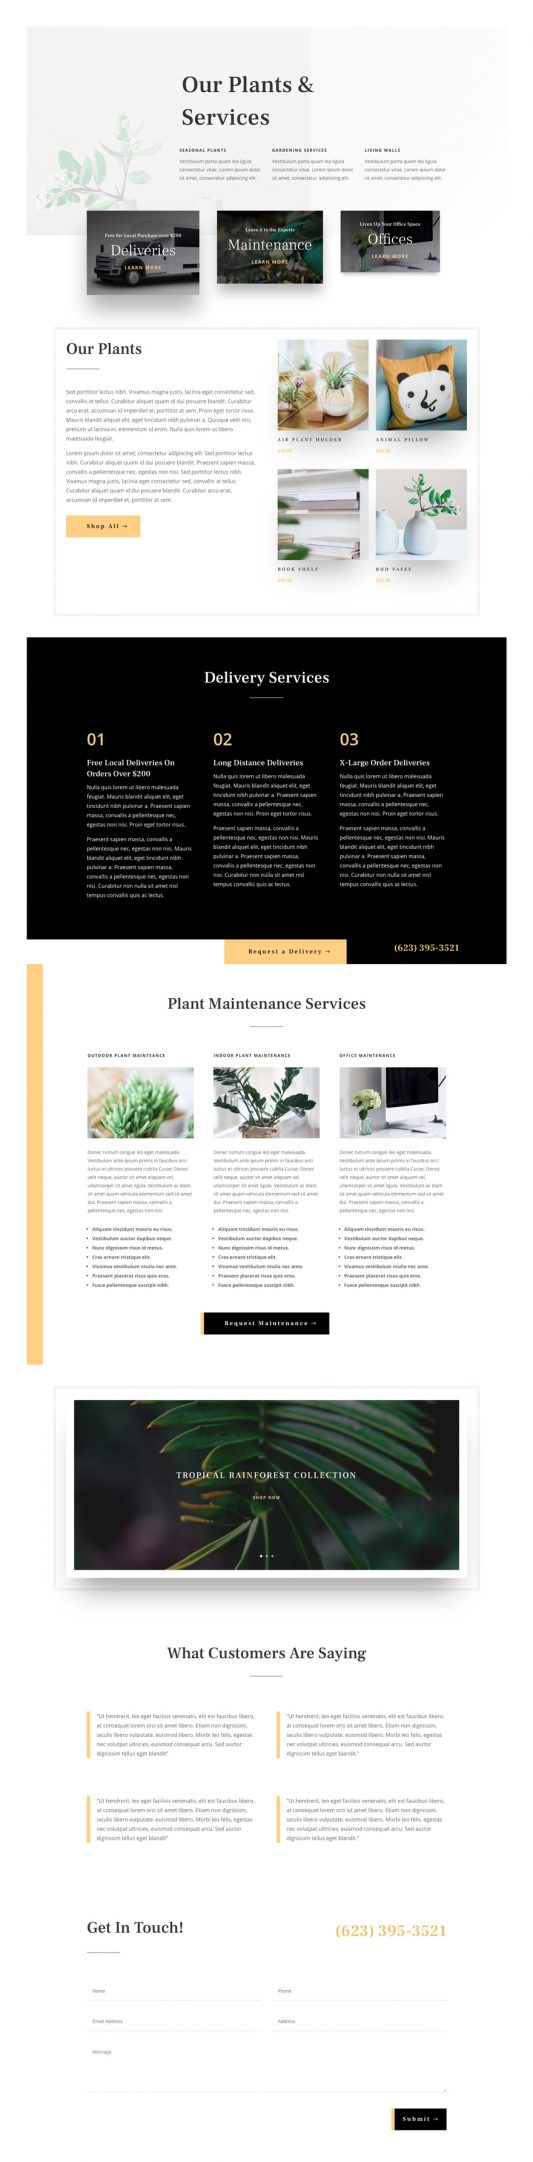 Our Plants &
Services
SEASONAL PLANTS
Vestibulum porta quam leo ligula
consectetur vitae. Lorem ipsum dolor
sit amet, consectetur adipiscing elit.
GARDENING SERVICES
Vestibulum porta quam leo ligula
consectetur vitae. Lorem ipsum dolor
sit amet, consectetur adipiscing elit.
LIVING WALLS
Vestibulum porta quam leo ligula
consectetur vitae. Lorem ipsum dolor
sit amet, consectetur adipiscing elit.
Free for Local Purchase over $200
Deliveries
LEARN MORE
Leave it to the Experts
Maintenance
LEARN MORE
Liven Up Your Office Space
Offices
LEARN MORE
Our Plants
Sed porttitor lectus nibh. Vivamus magna justo, lacinia eget consectetur sed,
convallis at tellus. Curabitur aliquet quam id dui posuere blandit. Curabitur
arcu erat, accumsan id imperdiet et, porttitor at sem. Proin eget tortor risus.
Mauris blandit aliquet elit, eget tincidunt nibh pulvinar a. Quisque velit nisi,
pretium ut lacinia in, elementum id enim. Nulla quis lorem ut libero
malesuada feugiat.
Lorem ipsum dolor sit amet, consectetur adipiscing elit. Sed porttitor lectus
nibh. Curabitur aliquet quam id dui posuere blandit. Praesent sapien massa,
convallis a pellentesque nec, egestas non nisi. Sed porttitor lectus nibh.
Vivamus magna justo, lacinia eget consectetur sed, convallis at tellus.
Curabitur aliquet quam id dui posuere blandit. Curabitur arcu erat,
accumsan id imperdiet et, porttitor at sem.
Shop All →
AIR PLANT HOLDER
ANIMAL PILLOW
BOOK SHELF
BUD VASES
Delivery Services
01
Free Local Deliveries On
Orders Over $200
Nulla quis lorem ut libero malesuada
feugiat. Mauris blandit aliquet elit, eget
tincidunt nibh pulvinar a. Praesent sapien
massa, convallis a pellentesque nec,
egestas non nisi. Proin eget tortor risus.
Praesent sapien massa, convallis a
pellentesque nec, egestas non nisi. Mauris
blandit aliquet elit, eget tincidunt nibh
pulvinar a. Praesent sapien massa,
convallis a pellentesque nec, egestas non
nisi. Curabitur non nulla sit amet nisl
tempus convallis quis ac lectus.
02
Long Distance Deliveries
Nulla quis lorem ut libero malesuada
feugiat. Mauris blandit aliquet elit, eget
tincidunt nibh pulvinar a. Praesent sapien
massa, convallis a pellentesque nec,
egestas non nisi. Proin eget tortor risus.
Praesent sapien massa, convallis a
pellentesque nec, egestas non nisi. Mauris
blandit aliquet elit, eget tincidunt nibh
pulvinar a. Praesent sapien massa,
convallis a pellentesque nec, egestas non
nisi. Curabitur non nulla sit amet nisl
tempus convallis quis ac lectus.
03
X-Large Order Deliveries
Nulla quis lorem ut libero malesuada
feugiat. Mauris blandit aliquet elit, eget
tincidunt nibh pulvinar a. Praesent sapien
massa, convallis a pellentesque nec,
egestas non nisi. Proin eget tortor risus.
Praesent sapien massa, convallis a
pellentesque nec, egestas non nisi. Mauris
blandit aliquet elit, eget tincidunt nibh
pulvinar a. Praesent sapien massa,
convallis a pellentesque nec, egestas non
nisi. Curabitur non nulla sit amet nisl
tempus convallis quis ac lectus.
Request a Delivery →
(623) 395-3521
Plant Maintenance Services
OUTDOOR PLANT MAINTEANCE
Donec rutrum congue leo eget malesuada.
Vestibulum ante ipsum primis in faucibus orci
luctus et ultrices posuere cubilia Curae; Donec
velit neque, auctor sit amet aliquam vel,
ullamcorper sit amet ligula. Vestibulum ac diam
sit amet quam vehicula elementum sed sit amet
dui. Praesent sapien massa, convallis a
pellentesque nec, egestas non nisi.
• Aliquam tincidunt mauris eu risus.
• Vestibulum auctor dapibus neque.
• Nunc dignissim risus id metus.
• Cras ornare tristique elit.
• Vivamus vestibulum ntulla nec ante.
• Praesent placerat risus quis eros.
• Fusce pellentesque suscipit nibh.
INDOOR PLANT MAINTENANCE
Donec rutrum congue leo eget malesuada.
Vestibulum ante ipsum primis in faucibus orci
luctus et ultrices posuere cubilia Curae; Donec
velit neque, auctor sit amet aliquam vel,
ullamcorper sit amet ligula. Vestibulum ac diam
sit amet quam vehicula elementum sed sit amet
dui. Praesent sapien massa, convallis a
pellentesque nec, egestas non nisi.
• Aliquam tincidunt mauris eu risus.
• Vestibulum auctor dapibus neque.
• Nunc dignissim risus id metus.
• Cras ornare tristique elit.
• Vivamus vestibulum ntulla nec ante.
• Praesent placerat risus quis eros.
• Fusce pellentesque suscipit nibh.
OFFICE MAINTENANCE
Donec rutrum congue leo eget malesuada.
Vestibulum ante ipsum primis in faucibus orci
luctus et ultrices posuere cubilia Curae; Donec
velit neque, auctor sit amet aliquam vel,
ullamcorper sit amet ligula. Vestibulum ac diam
sit amet quam vehicula elementum sed sit amet
dui. Praesent sapien massa, convallis a
pellentesque nec, egestas non nisi.
• Aliquam tincidunt mauris eu risus.
• Vestibulum auctor dapibus neque.
• Nunc dignissim risus id metus.
• Cras ornare tristique elit.
• Vivamus vestibulum ntulla nec ante.
• Praesent placerat risus quis eros.
• Fusce pellentesque suscipit nibh.
Request Maintenance →
TROPICAL RAINFOREST COLLECTION
SHOP NOW
What Customers Are Saying
"Ut hendrerit, leo eget facilisis venenatis, elit est faucibus libero,
at consequat lorem orci sit amet libero. Etiam non dignissim,
iaculis libero vulputate. euismod libero. Morbi leo felis, egestas
nec volutpat ultricies, euismod consequat arcu. Sed auctor
dignissim tellus eget blandit"
"Ut hendrerit, leo eget facilisis venenatis, elit est faucibus libero,
at consequat lorem orci sit amet libero. Etiam non dignissim,
iaculis libero vulputate. euismod libero. Morbi leo felis, egestas
nec volutpat ultricies, euismod consequat arcu. Sed auctor
dignissim tellus eget blandit."
"Ut hendrerit, leo eget facilisis venenatis, elit est faucibus libero,
at consequat lorem orci sit amet libero. Etiam non dignissim,
iaculis libero vulputate. euismod libero. Morbi leo felis, egestas
nec volutpat ultricies, euismod consequat arcu. Sed auctor
dignissim tellus eget blandit"
"Ut hendrerit, leo eget facilisis venenatis, elit est faucibus libero,
at consequat lorem orci sit amet libero. Etiam non dignissim,
iaculis libero vulputate. euismod libero. Morbi leo felis, egestas
nec volutpat ultricies, euismod consequat arcu. Sed auctor
dignissim tellus eget blandit."
Get In Touch!
(623) 395-3521
Name
Phone
Email Address
Address
Message
Submit →